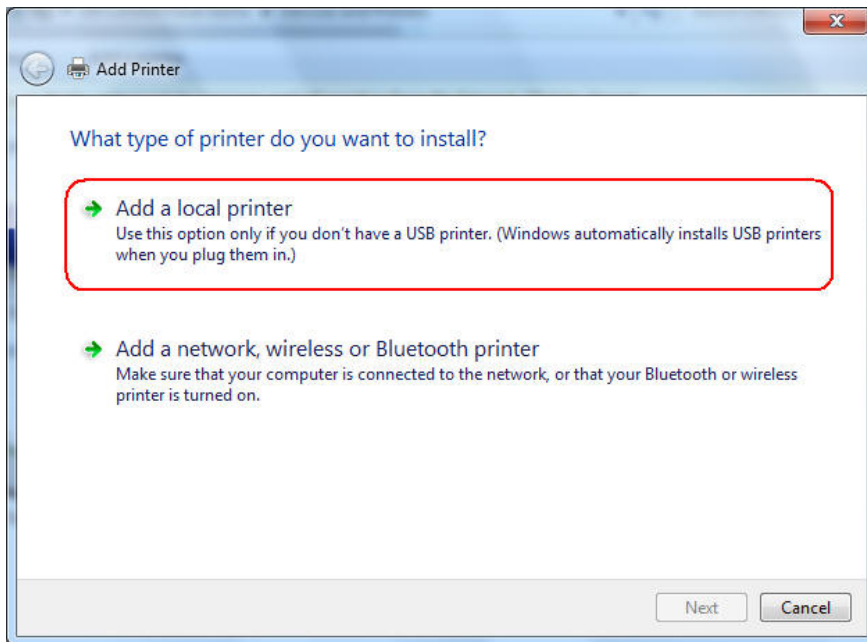 Add Printer
What type of printer do you want to install?
Add a local printer
Use this option only if you don't have a USB printer. (Windows automatically installs USB printers
when you plug them in.)
Add a network, wireless or Bluetooth printer
Make sure that your computer is connected to the network, or that your Bluetooth or wireless
printer is turned on.
Next
Cancel